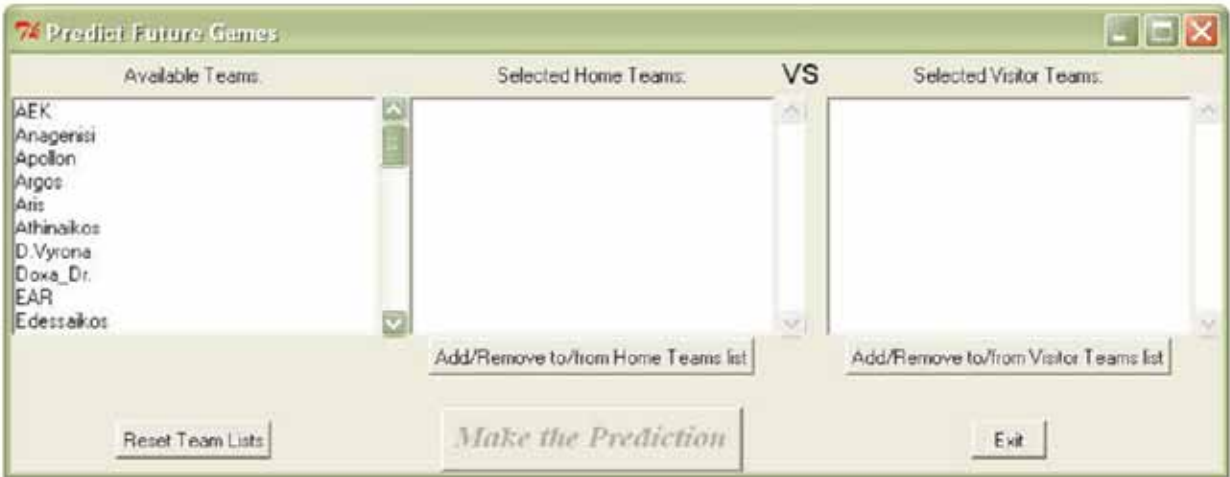 Predict Future Games
Available Teams:
Selected Home Teams:
VS
Selected Visitor Teams:
AEK
Anagenisi
Apollon
Argos
Aris
Athinaikos
D.Vyrona
Doxa_Dr.
EAR
Edessaikos
Add/Remove to/from Home Teams list
Add/Remove to/from Visitor Teams list
Reset Team Lists
Make the Prediction
Exit